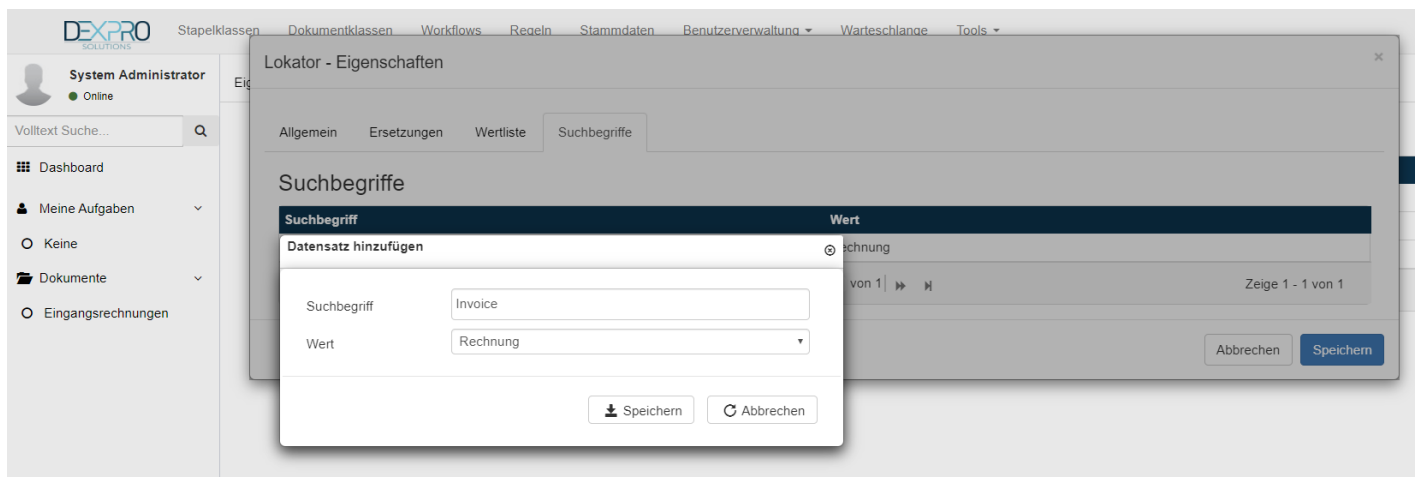 DEXPRO
SOLUTIONS
Stapelklassen Dokumentklassen Workflows Regeln Stammdaten Benutzerverwaltung Warteschlange Tools
System Administrator
Online
Volltext Suche...
Dashboard
Meine Aufgaben
Keine
Dokumente
Eingangsrechnungen
Eig
Lokator - Eigenschaften
×
Allgemein Ersetzungen Wertliste Suchbegriffe
Suchbegriffe
Suchbegriff Wert
echnung
von 1 Zeige 1 - 1 von 1
Abbrechen Speichern
Datensatz hinzufügen
Suchbegriff Invoice
Wert Rechnung
Speichern Abbrechen